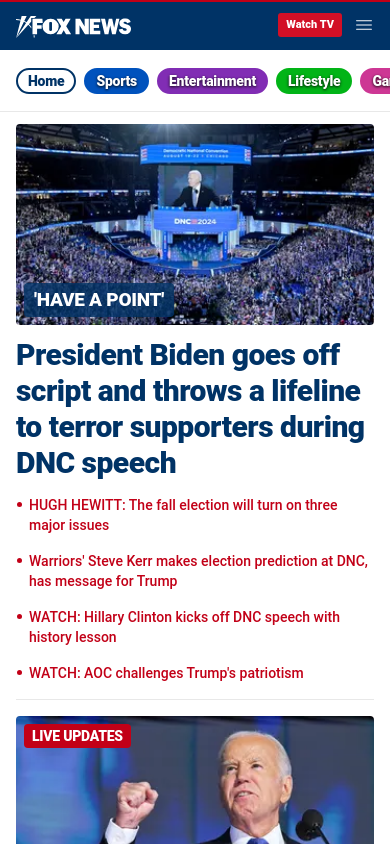 FOX NEWS
Watch TV
Home
Sports
Entertainment
Lifestyle
Democratic National Convention
AUGUST 19-22 / CHICAGO
DNC 2024
'HAVE A POINT'
President Biden goes off
script and throws a lifeline
to terror supporters during
DNC speech
• HUGH HEWITT: The fall election will turn on three
major issues
• Warriors' Steve Kerr makes election prediction at DNC,
has message for Trump
• WATCH: Hillary Clinton kicks off DNC speech with
history lesson
• WATCH: AOC challenges Trump's patriotism
LIVE UPDATES